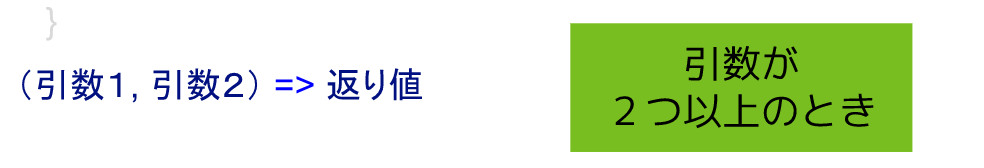 }
（引数１, 引数２） => 返り値
引数が
２つ以上のとき